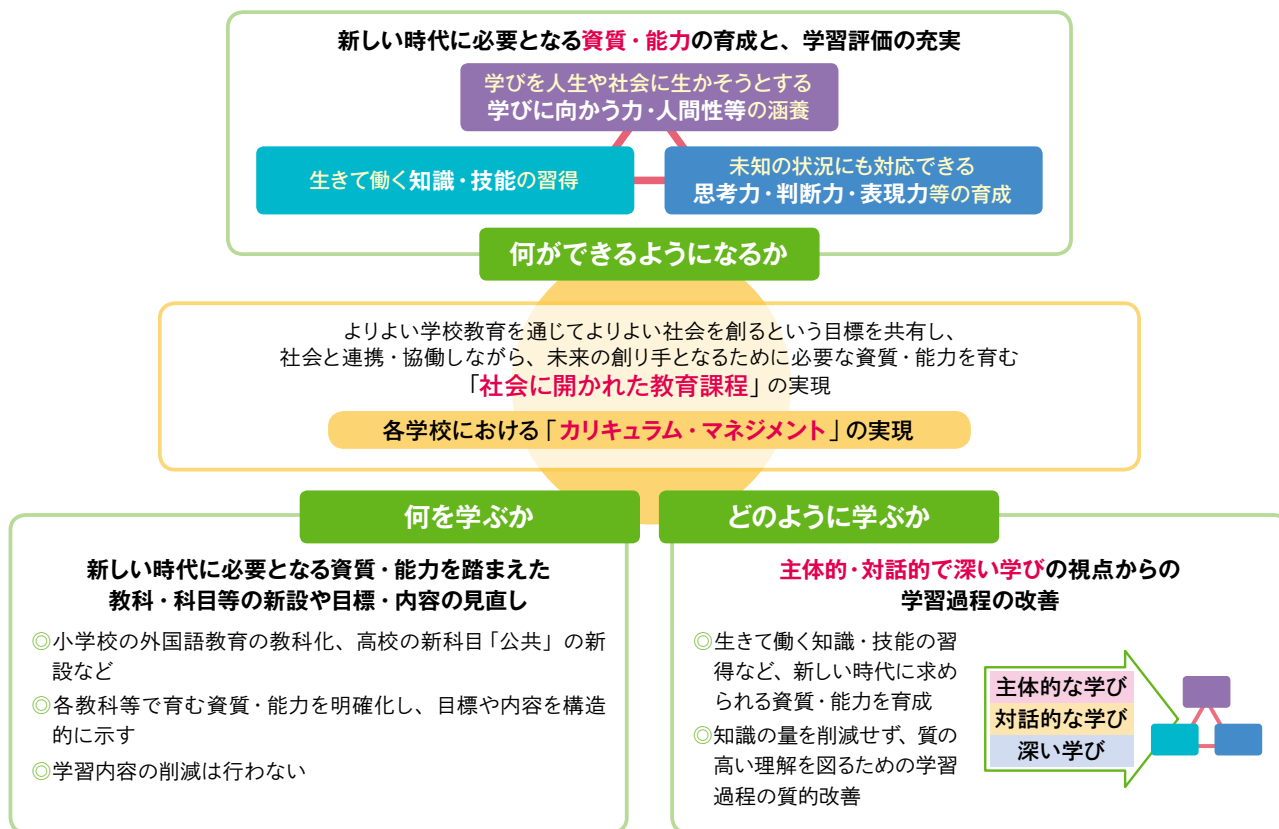 新しい時代に必要となる資質・能力の育成と、学習評価の充実
学びを人生や社会に生かそうとする
学びに向かう力・人間性等の涵養
生きて働く知識・技能の習得
未知の状況にも対応できる
思考力・判断力・表現力等の育成
何ができるようになるか
よりよい学校教育を通じてよりよい社会を創るという目標を共有し、
社会と連携・協働しながら、未来の創り手となるために必要な資質・能力を育む
「社会に開かれた教育課程」の実現
各学校における「カリキュラム・マネジメント」の実現
何を学ぶか
新しい時代に必要となる資質・能力を踏まえた
教科・科目等の新設や目標・内容の見直し
◎小学校の外国語教育の教科化、高校の新科目「公共」の新
設など
◎各教科等で育む資質・能力を明確化し、目標や内容を構造
的に示す
◎学習内容の削減は行わない
どのように学ぶか
主体的・対話的で深い学びの視点からの
学習過程の改善
◎生きて働く知識・技能の習
得など、新しい時代に求め
られる資質・能力を育成
◎知識の量を削減せず、質の
高い理解を図るための学習
過程の質的改善
主体的な学び
対話的な学び
深い学び